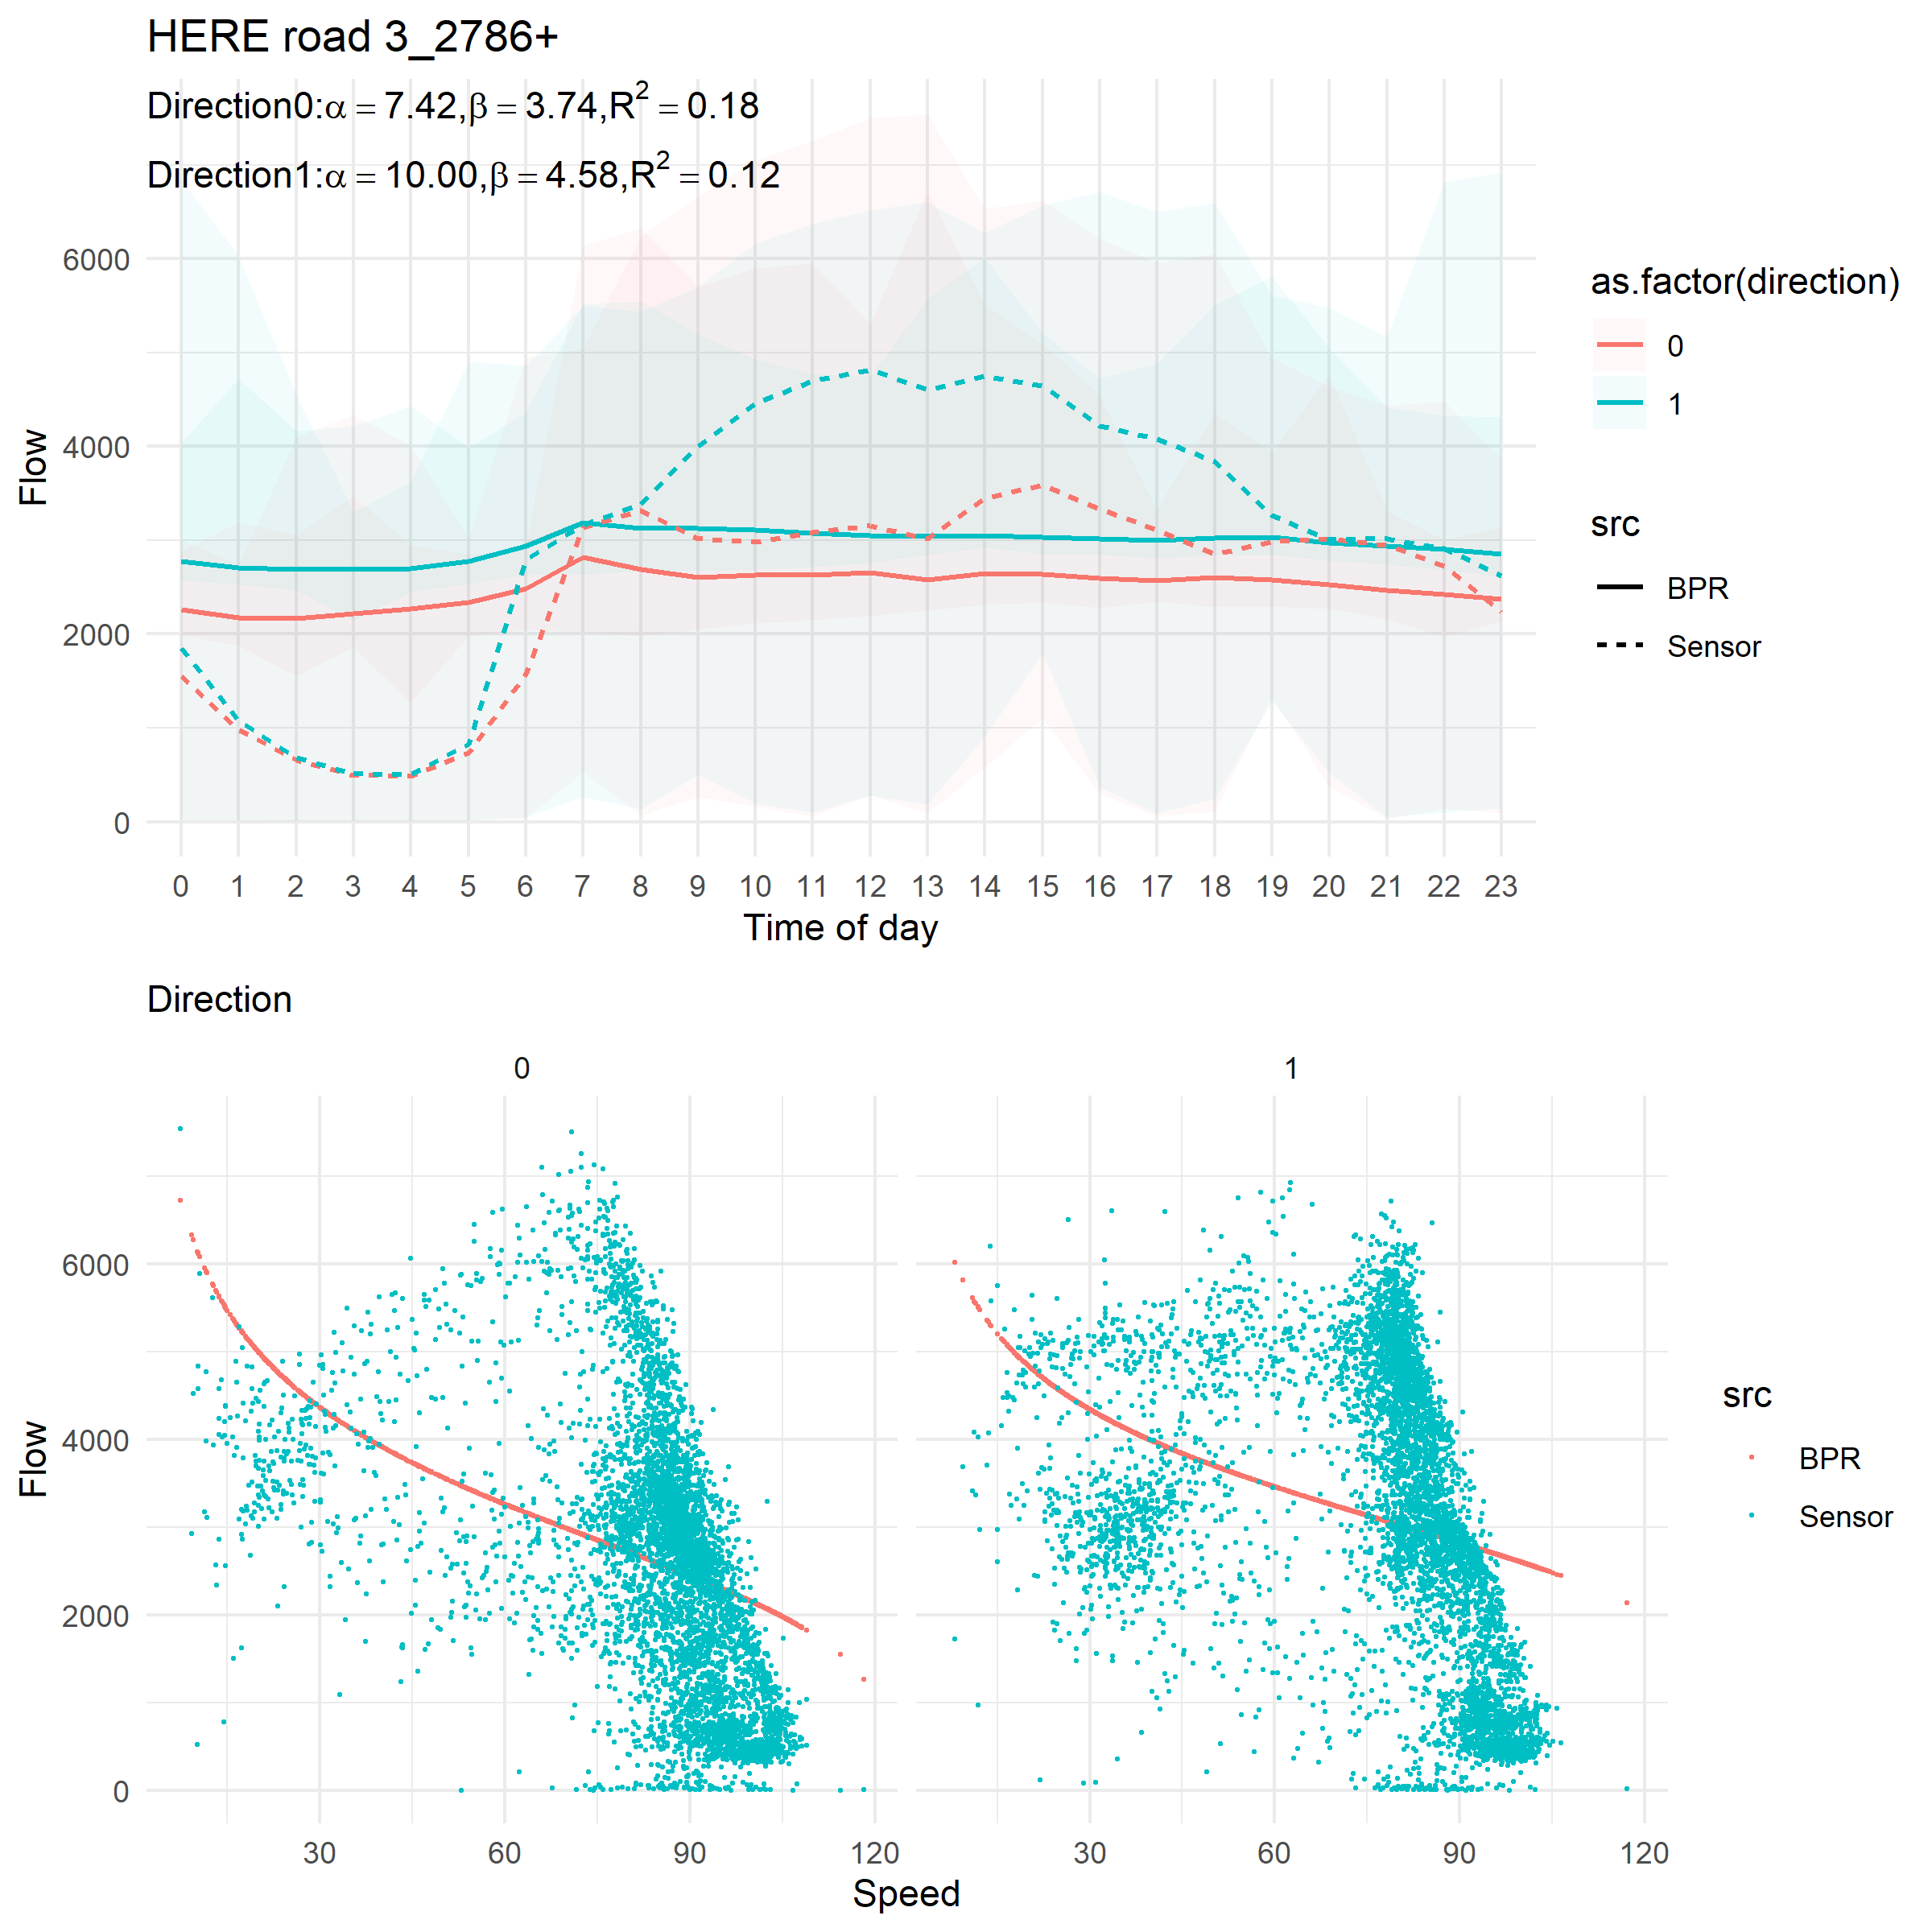 HERE road 3_2786+
Direction0:α = 7.42,β = 3.74,R² = 0.18
Direction1:α = 10.00,β = 4.58,R² = 0.12
Flow
6000
4000
2000
0
0 1 2 3 4 5 6 7 8 9 10 11 12 13 14 15 16 17 18 19 20 21 22 23
Time of day
as.factor(direction)
0
1
src
BPR
Sensor
Direction
0 1
Flow
6000
4000
2000
0
30 60 90 120 30 60 90 120
Speed
src
BPR
Sensor